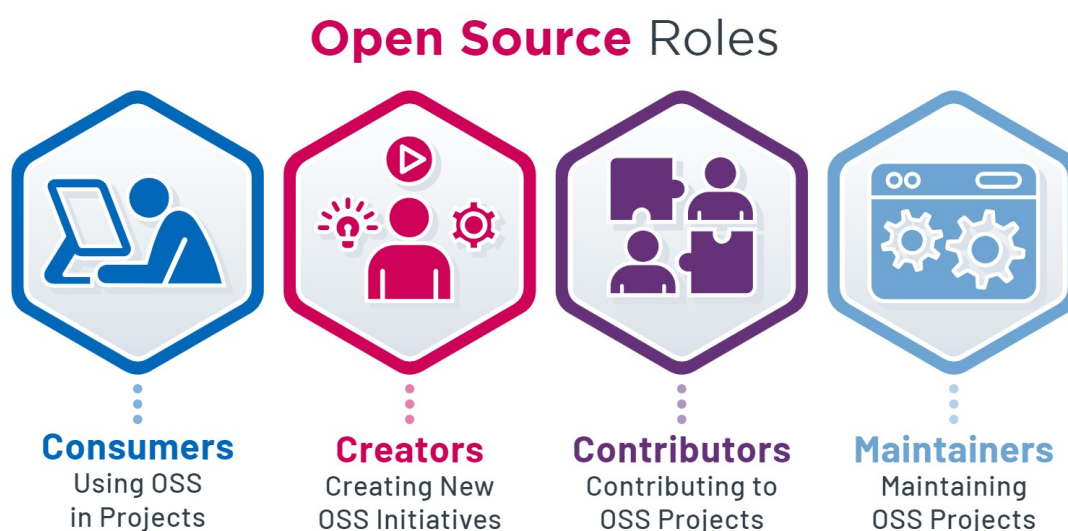 Open Source Roles
Consumers
Using OSS
in Projects
Creators
Creating New
OSS Initiatives
Contributors
Contributing to
OSS Projects
Maintainers
Maintaining
OSS Projects